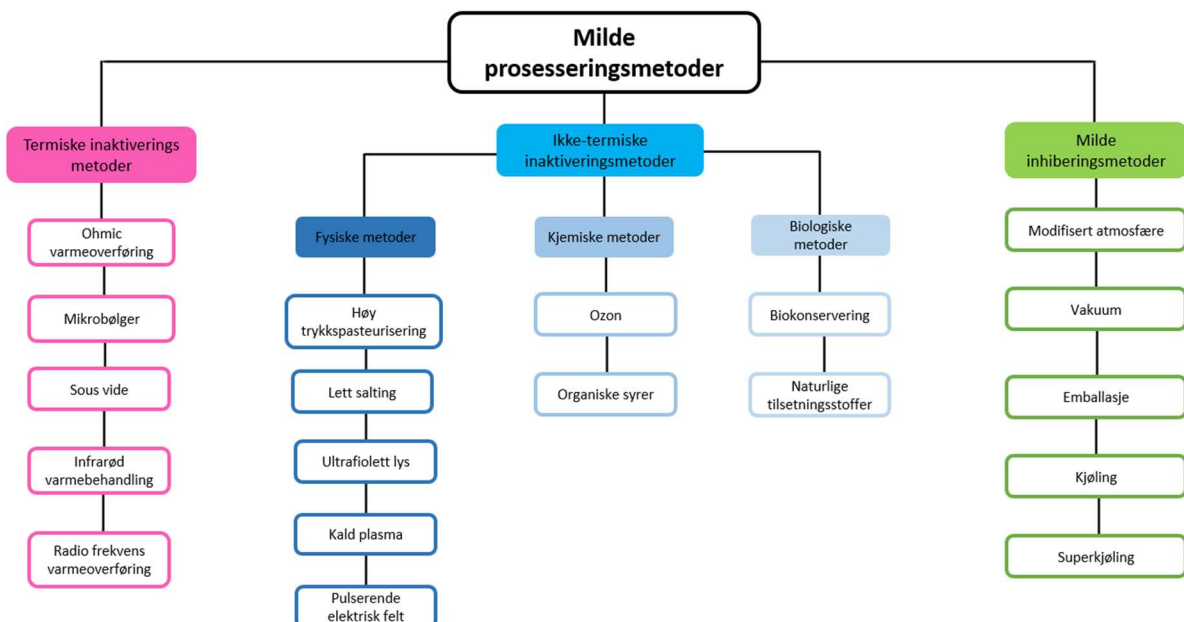 Milde
prosesseringsmetoder
Termiske inaktiverings
metoder
Ohmic
varmeoverføring
Mikrobølger
Sous vide
Infrarød
varmebehandling
Radio frekvens
varmeoverføring
Ikke-termiske
inaktiveringsmetoder
Fysiske metoder
Høy
trykkspasteurisering
Lett salting
Ultrafiolett lys
Kald plasma
Pulserende
elektrisk felt
Kjemiske metoder
Ozon
Organiske syrer
Biologiske
metoder
Biokonservering
Naturlige
tilsetningsstoffer
Milde
inhiberingsmetoder
Modifisert atmosfære
Vakuum
Emballasje
Kjøling
Superkjøling